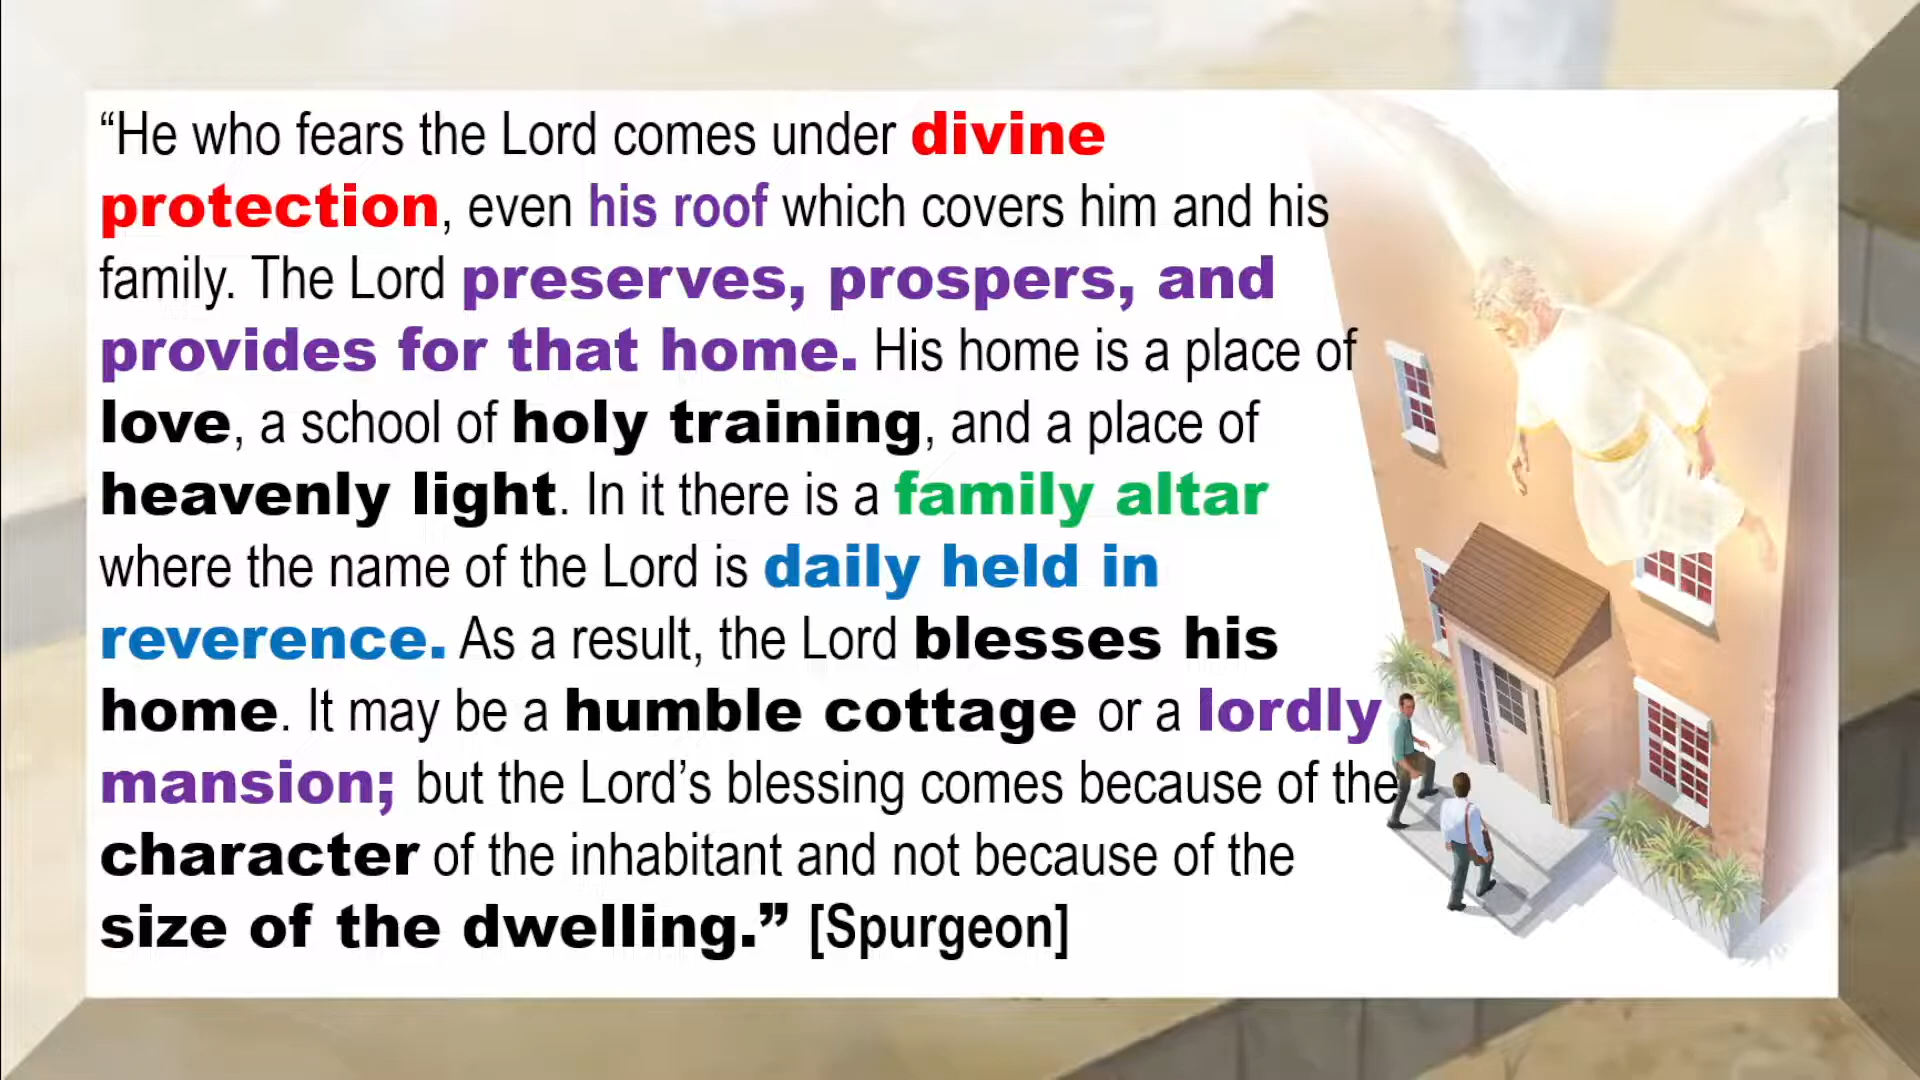 “He who fears the Lord comes under divine
protection, even his roof which covers him and his
family. The Lord preserves, prospers, and
provides for that home. His home is a place of
love, a school of holy training, and a place of
heavenly light. In it there is a family altar
where the name of the Lord is daily held in
reverence. As a result, the Lord blesses his
home. It may be a humble cottage or a lordly
mansion; but the Lord’s blessing comes because of the
character of the inhabitant and not because of the
size of the dwelling.” [Spurgeon]